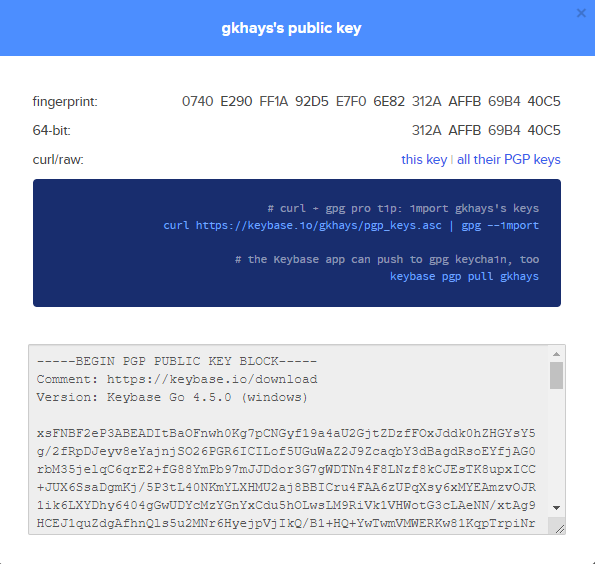 gkhays's public key
fingerprint: 0740 E290 FF1A 92D5 E7F0 6E82 312A AFFB 69B4 40C5
64-bit: 312A AFFB 69B4 40C5
curl/raw: this key | all their PGP keys
# curl + gpg pro t1p: 1mport gkhays's keys
curl https://keybase.io/gkhays/pgp_keys.asc | gpg --1mport
# the Keybase app can push to gpg keycha1n, too
keybase pgp pull gkhays
-----BEGIN PGP PUBLIC KEY BLOCK-----
Comment: https://keybase.io/download
Version: Keybase Go 4.5.0 (windows)
xsFNBF2eP3ABEADItBaOFnwh0Kg7pCNGyf19a4aU2GjtZDzfFOxJddk0hZHGYsY5
g/2fRpDJeyv8eYajnjSO26PGR6ICILof5UGuWaZ2J9ZcaqbY3dBagdRsoEYfjAG0
rbM35jelqC6qrE2+fG88YmPb97mJJDdor3G7gWDTNn4F8LNzf8kCJEsTK8upxICC
+JUX6SsaDgmKj/5P3tL40NKmYLXHMU2aj8BBICru4FAA6zUPqXsy6xMYEAmzvOJR
1ik6LXYDhy6404gGwUDYcMzYGnYxCdu5hOLwsLM9RiVk1VHWotG3cLAeNN/xtAg9
HCEJ1quZdgAfhnQls5u2MNr6HyejpVjIkQ/B1+HQ+YwTwmVMWERKw81KqpTrpiNr